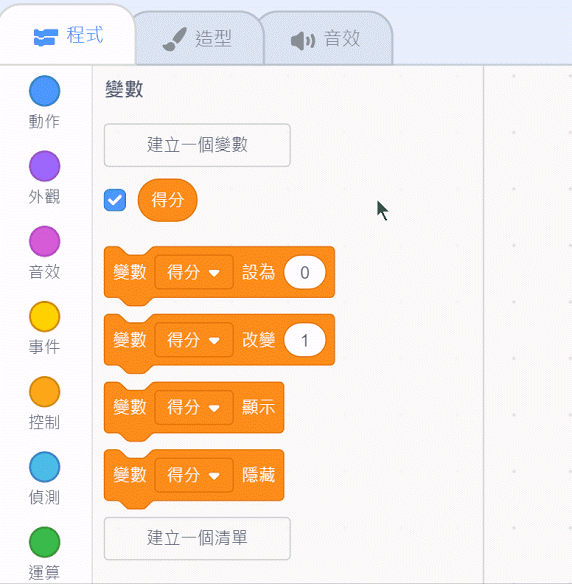 程式 造型 音效
動作
外觀
音效
事件
控制
偵測
運算
變數
建立一個變數
得分
變數 得分 設為 0
變數 得分 改變 1
變數 得分 顯示
變數 得分 隱藏
建立一個清單